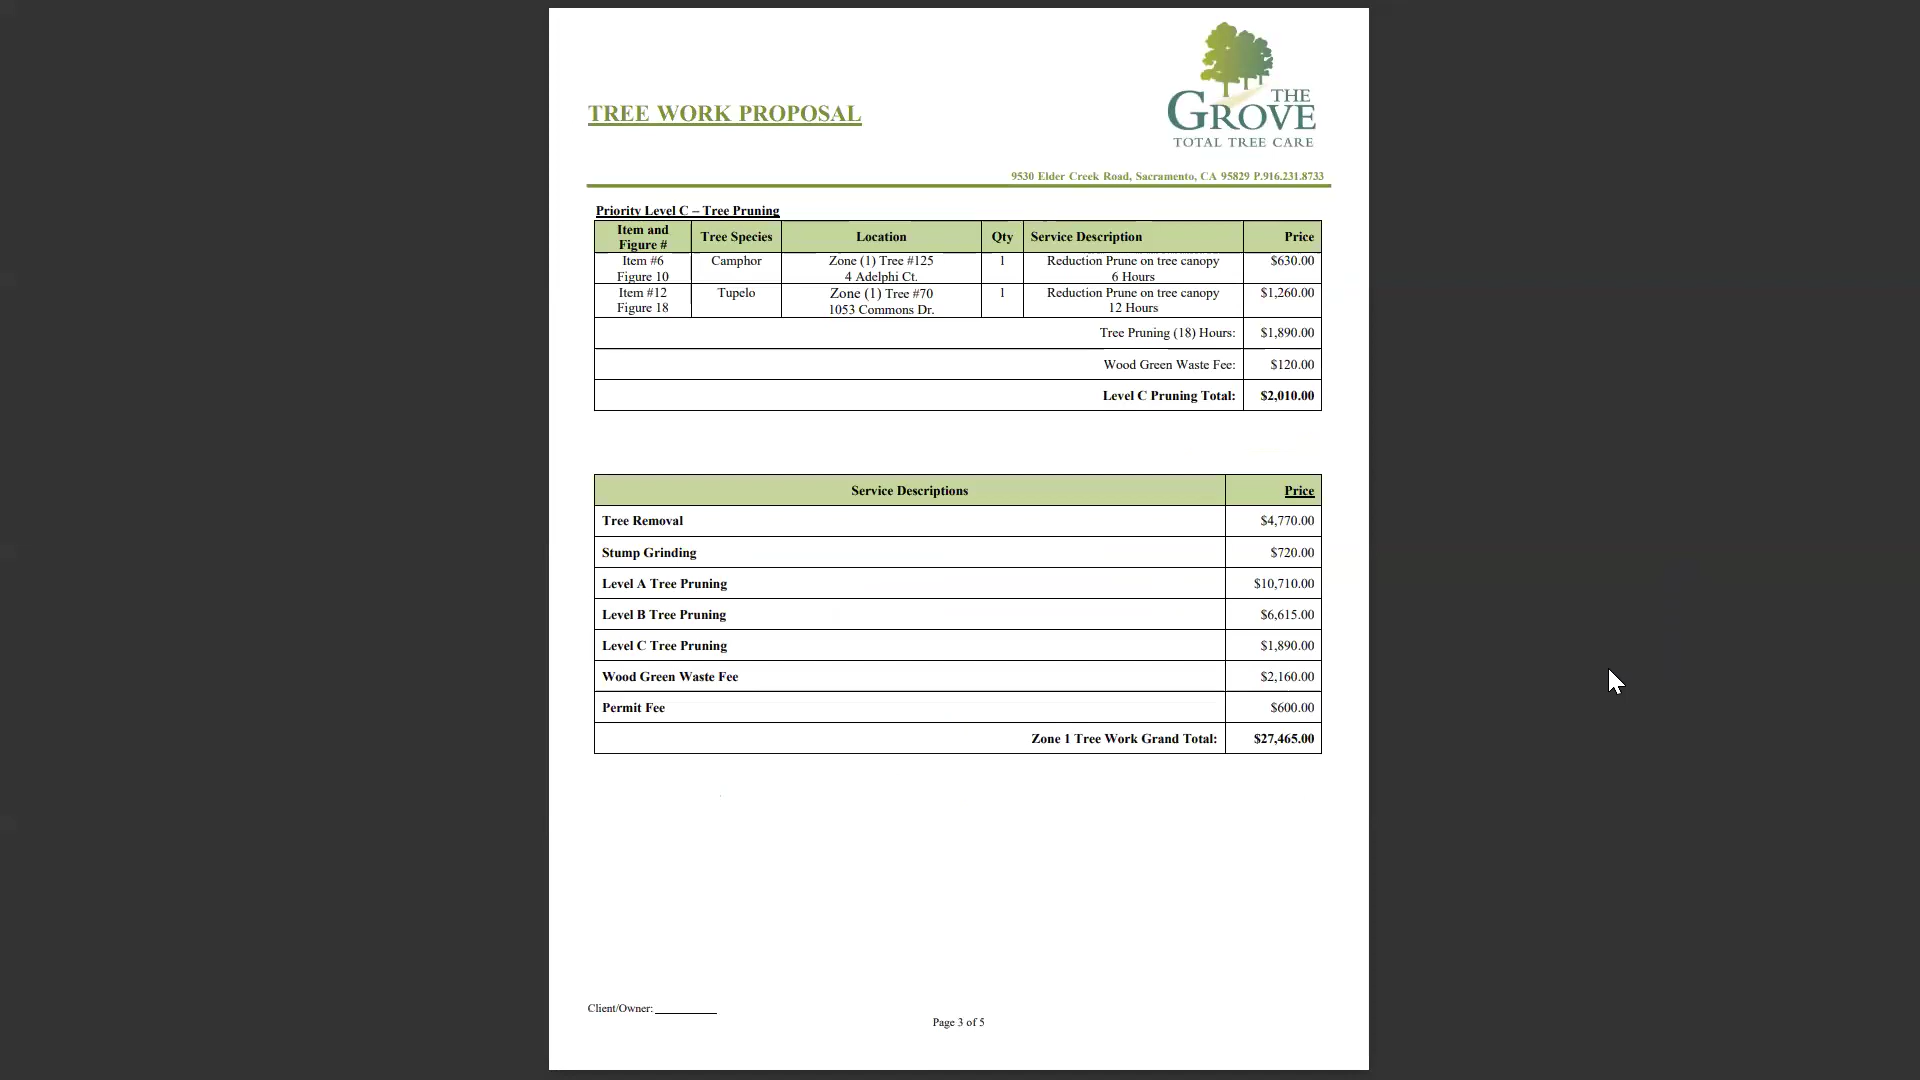 THE
GROVE
TOTAL TREE CARE
TREE WORK PROPOSAL
9530 Elder Creek Road, Sacramento, CA 95829 P.916.231.8733
Priority Level C – Tree Pruning
Item and Figure # Tree Species Location Qty Service Description Price
Item #6 Camphor Zone (1) Tree #125 1 Reduction Prune on tree canopy $630.00
Figure 10 4 Adelphi Ct. 6 Hours
Item #12 Tupelo Zone (1) Tree #70 1 Reduction Prune on tree canopy $1,260.00
Figure 18 1053 Commons Dr. 12 Hours
Tree Pruning (18) Hours: $1,890.00
Wood Green Waste Fee: $120.00
Level C Pruning Total: $2,010.00
Service Descriptions Price
Tree Removal $4,770.00
Stump Grinding $720.00
Level A Tree Pruning $10,710.00
Level B Tree Pruning $6,615.00
Level C Tree Pruning $1,890.00
Wood Green Waste Fee $2,160.00
Permit Fee $600.00
Zone 1 Tree Work Grand Total: $27,465.00
Client/Owner: __________
Page 3 of 5